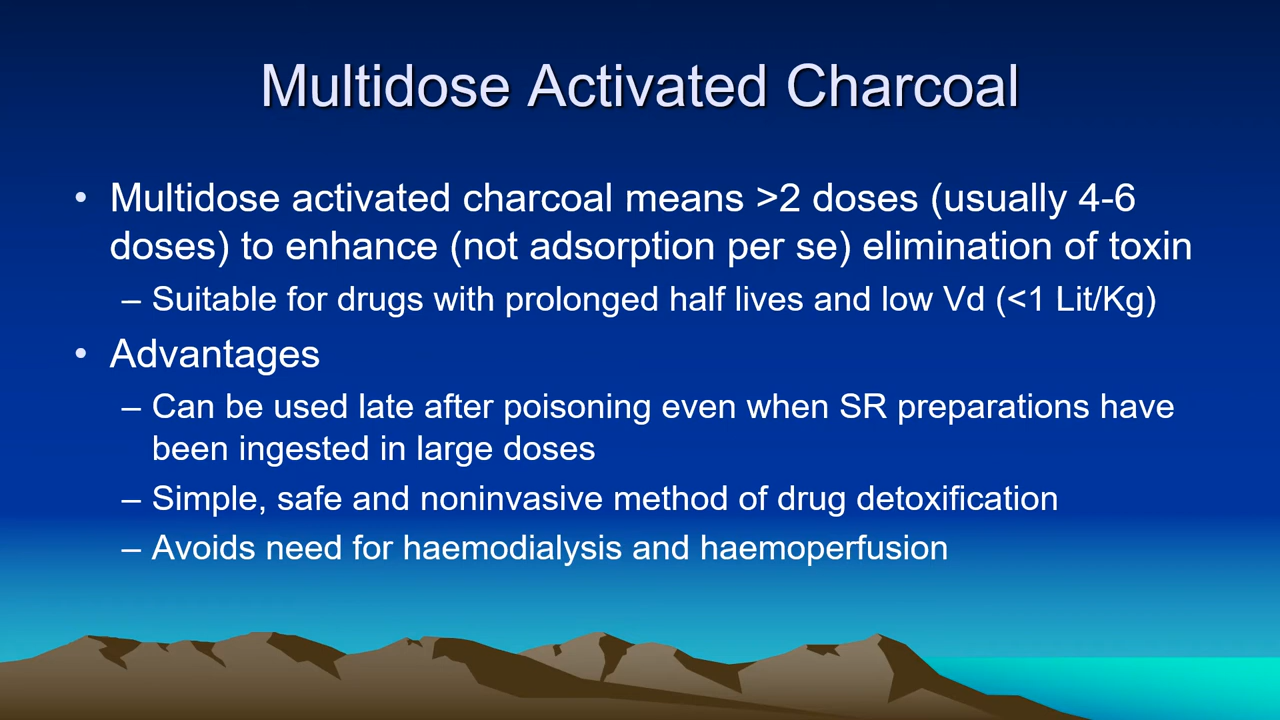 Multidose Activated Charcoal
• Multidose activated charcoal means >2 doses (usually 4-6
doses) to enhance (not adsorption per se) elimination of toxin
– Suitable for drugs with prolonged half lives and low Vd (<1 Lit/Kg)
• Advantages
– Can be used late after poisoning even when SR preparations have
been ingested in large doses
– Simple, safe and noninvasive method of drug detoxification
– Avoids need for haemodialysis and haemoperfusion